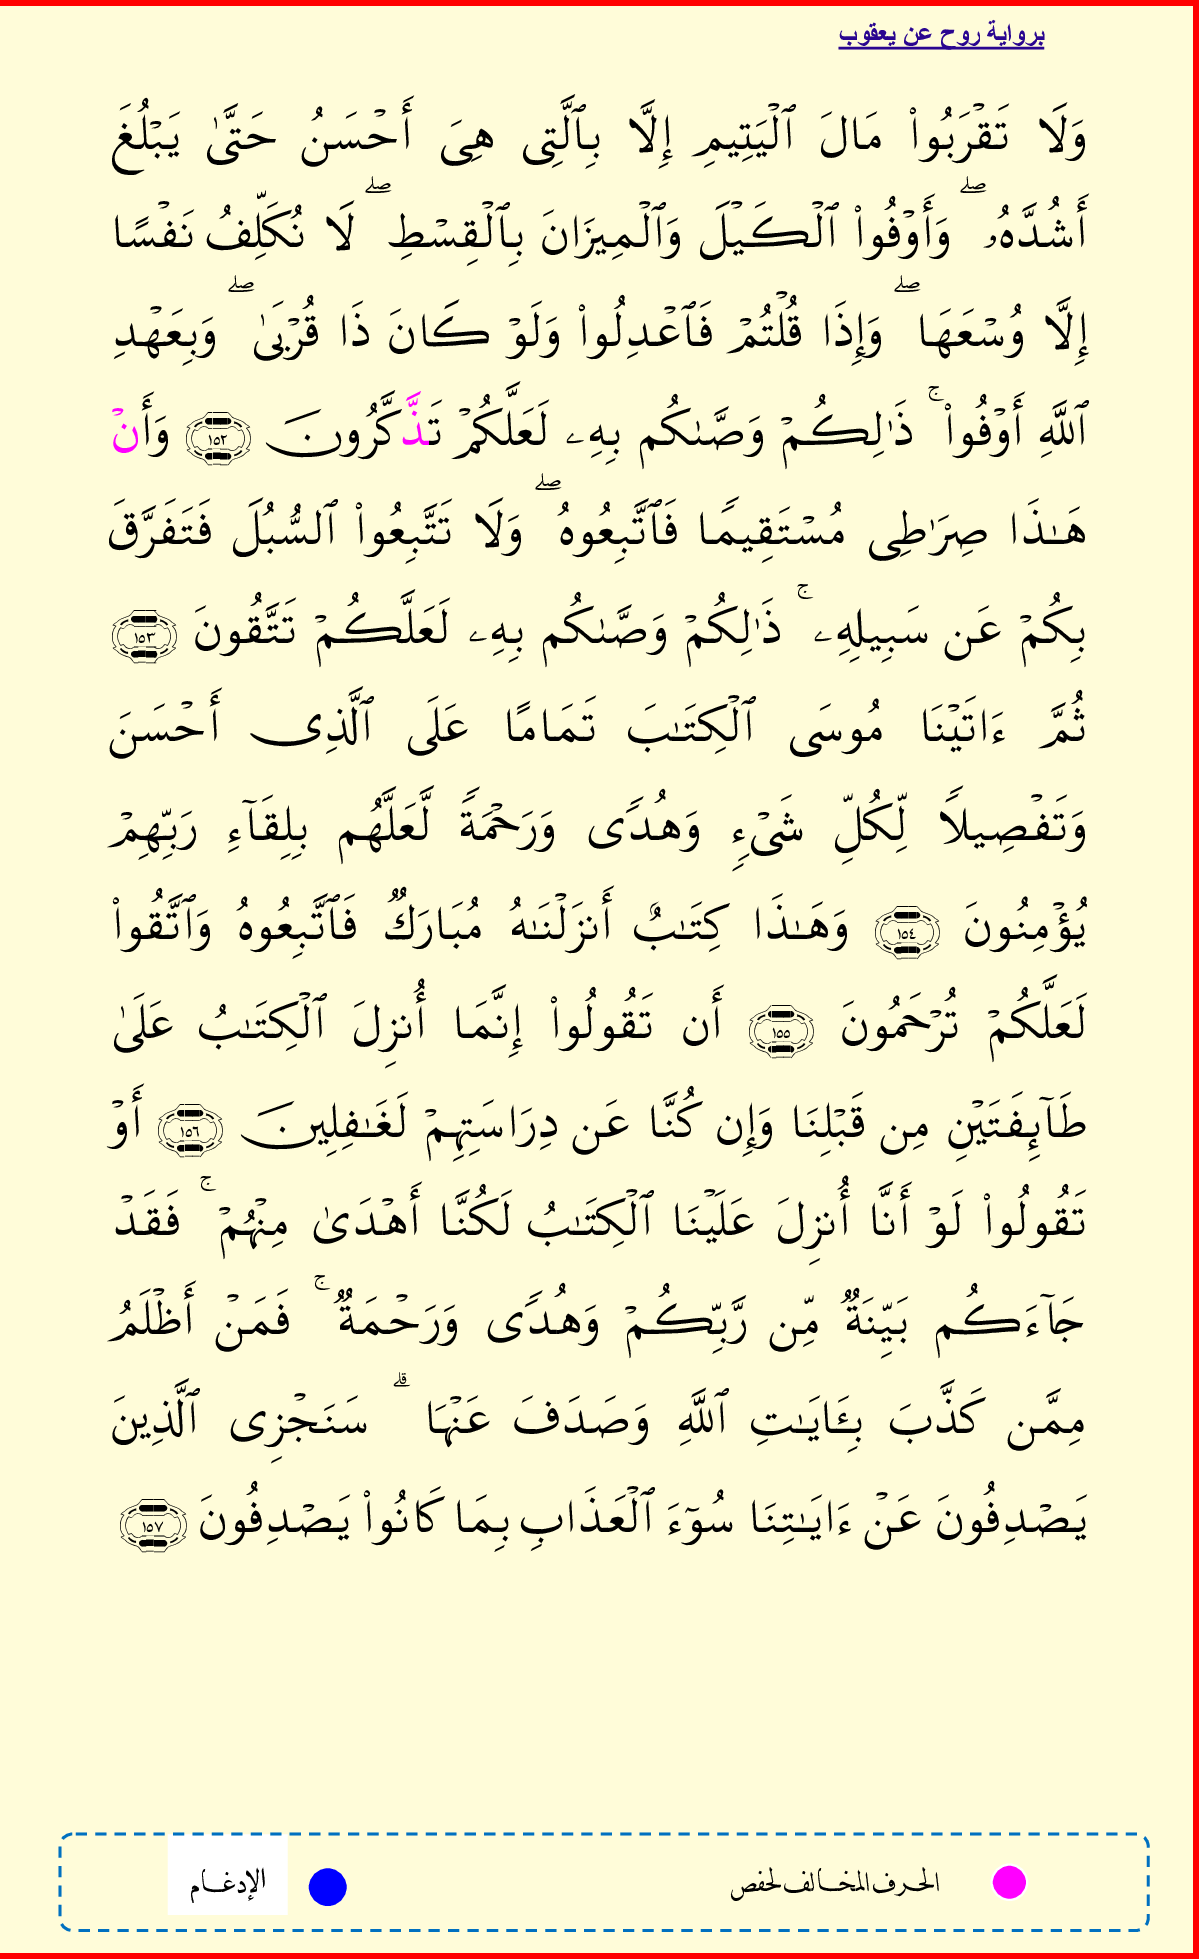 برواية روح عن يعقوب
وَلَا تَقْرَبُوا۟ مَالَ ٱلْيَتِيمِ إِلَّا بِٱلَّتِى هِىَ أَحْسَنُ حَتَّىٰ يَبْلُغَ
أَشُدَّهُۥ ۖ وَأَوْفُوا۟ ٱلْكَيْلَ وَٱلْمِيزَانَ بِٱلْقِسْطِ ۖ لَا نُكَلِّفُ نَفْسًا
إِلَّا وُسْعَهَا ۖ وَإِذَا قُلْتُمْ فَٱعْدِلُوا۟ وَلَوْ كَانَ ذَا قُرْبَىٰ ۖ وَبِعَهْدِ
ٱللَّهِ أَوْفُوا۟ ۚ ذَٰلِكُمْ وَصَّىٰكُم بِهِۦ لَعَلَّكُمْ تَذَّكَّرُونَ ١٥٢ وَأَنْ
هَـٰذَا صِرَٰطِى مُسْتَقِيمًا فَٱتَّبِعُوهُ ۖ وَلَا تَتَّبِعُوا۟ ٱلسُّبُلَ فَتَفَرَّقَ
بِكُمْ عَن سَبِيلِهِۦ ۚ ذَٰلِكُمْ وَصَّىٰكُم بِهِۦ لَعَلَّكُمْ تَتَّقُونَ ١٥٣
ثُمَّ ءَاتَيْنَا مُوسَى ٱلْكِتَـٰبَ تَمَامًا عَلَى ٱلَّذِى أَحْسَنَ
وَتَفْصِيلًا لِّكُلِّ شَىْءٍ وَهُدًى وَرَحْمَةً لَّعَلَّهُم بِلِقَآءِ رَبِّهِمْ
يُؤْمِنُونَ ١٥٤ وَهَـٰذَا كِتَـٰبٌ أَنزَلْنَـٰهُ مُبَارَكٌ فَٱتَّبِعُوهُ وَٱتَّقُوا۟
لَعَلَّكُمْ تُرْحَمُونَ ١٥٥ أَن تَقُولُوا۟ إِنَّمَا أُنزِلَ ٱلْكِتَـٰبُ عَلَىٰ
طَآئِفَتَيْنِ مِن قَبْلِنَا وَإِن كُنَّا عَن دِرَاسَتِهِمْ لَغَـٰفِلِينَ ١٥٦ أَوْ
تَقُولُوا۟ لَوْ أَنَّا أُنزِلَ عَلَيْنَا ٱلْكِتَـٰبُ لَكُنَّا أَهْدَىٰ مِنْهُمْ ۚ فَقَدْ
جَآءَكُم بَيِّنَةٌ مِّن رَّبِّكُمْ وَهُدًى وَرَحْمَةٌ ۚ فَمَنْ أَظْلَمُ
مِمَّن كَذَّبَ بِـَٔايَـٰتِ ٱللَّهِ وَصَدَفَ عَنْهَا ۗ سَنَجْزِى ٱلَّذِينَ
يَصْدِفُونَ عَنْ ءَايَـٰتِنَا سُوٓءَ ٱلْعَذَابِ بِمَا كَانُوا۟ يَصْدِفُونَ ١٥٧
الحرف المخالف لحفص
الإدغام